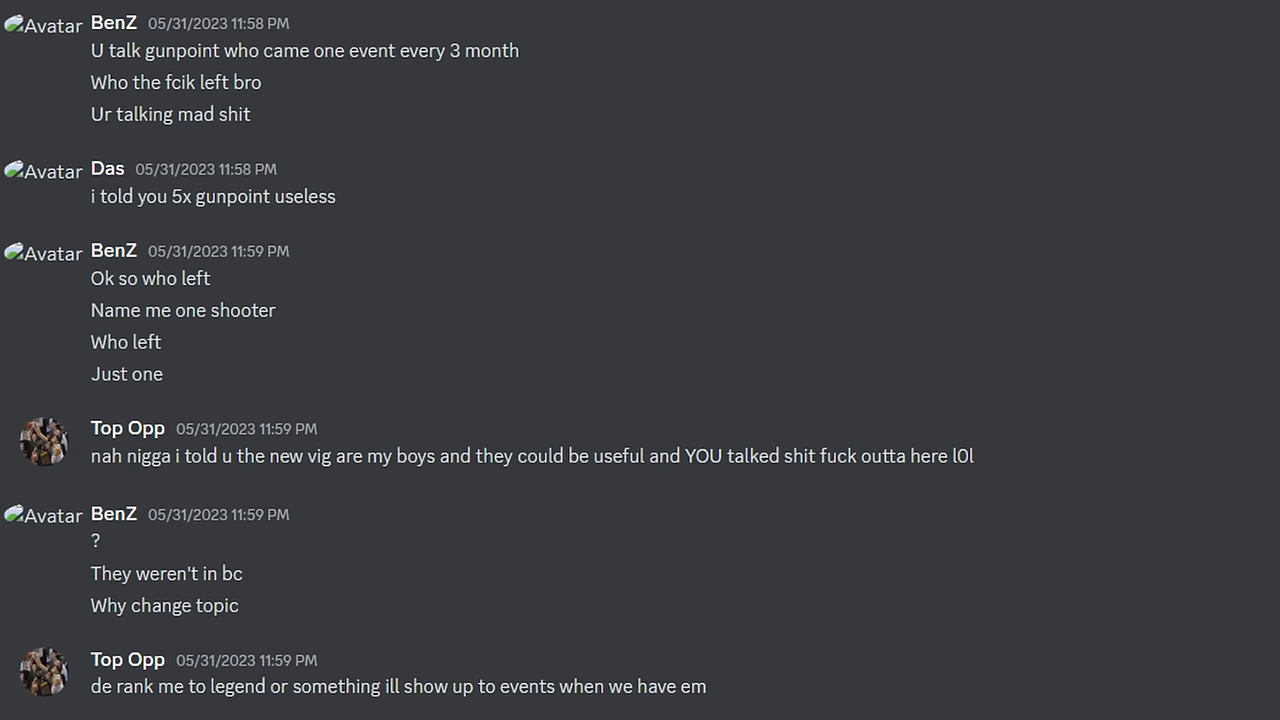 Avatar BenZ 05/31/2023 11:58 PM
U talk gunpoint who came one event every 3 month
Who the fcik left bro
Ur talking mad shit
Avatar Das 05/31/2023 11:58 PM
i told you 5x gunpoint useless
Avatar BenZ 05/31/2023 11:59 PM
Ok so who left
Name me one shooter
Who left
Just one
Top Opp 05/31/2023 11:59 PM
nah nigga i told u the new vig are my boys and they could be useful and YOU talked shit fuck outta here l0l
Avatar BenZ 05/31/2023 11:59 PM
?
They weren't in bc
Why change topic
Top Opp 05/31/2023 11:59 PM
de rank me to legend or something ill show up to events when we have em